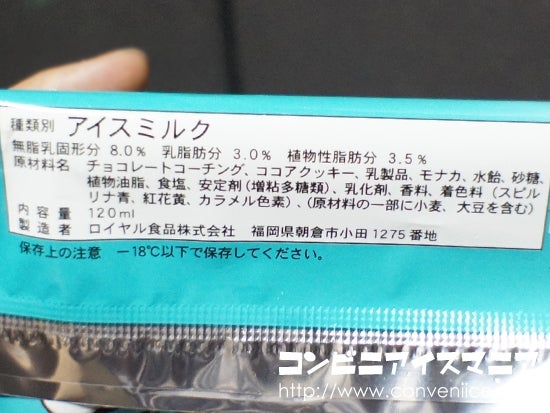 種類別 アイスミルク
無脂乳固形分 8.0% 乳脂肪分 3.0% 植物性脂肪分 3.5%
原材料名 チョコレートコーチング、ココアクッキー、乳製品、モナカ、水飴、砂糖、
植物油脂、食塩、安定剤(増粘多糖類)、乳化剤、香料、着色料(スピル
リナ青、紅花黄、カラメル色素)、(原材料の一部に小麦、大豆を含む)
内容量 120ml
製造者 ロイヤル食品株式会社 福岡県朝倉市小田1275番地
保存上の注意 −18℃以下で保存してください。
コンビニアイスマニア
http://www.conveniice